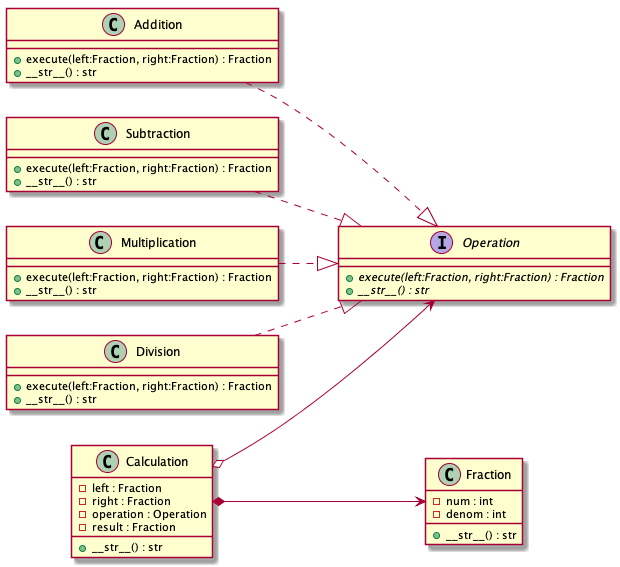 C Addition
execute(left:Fraction, right:Fraction) : Fraction
__str__() : str
C Subtraction
execute(left:Fraction, right:Fraction) : Fraction
__str__() : str
C Multiplication
execute(left:Fraction, right:Fraction) : Fraction
__str__() : str
I Operation
execute(left:Fraction, right:Fraction) : Fraction
__str__() : str
C Division
execute(left:Fraction, right:Fraction) : Fraction
__str__() : str
C Calculation
left : Fraction
right : Fraction
operation : Operation
result : Fraction
__str__() : str
C Fraction
num : int
denom : int
__str__() : str